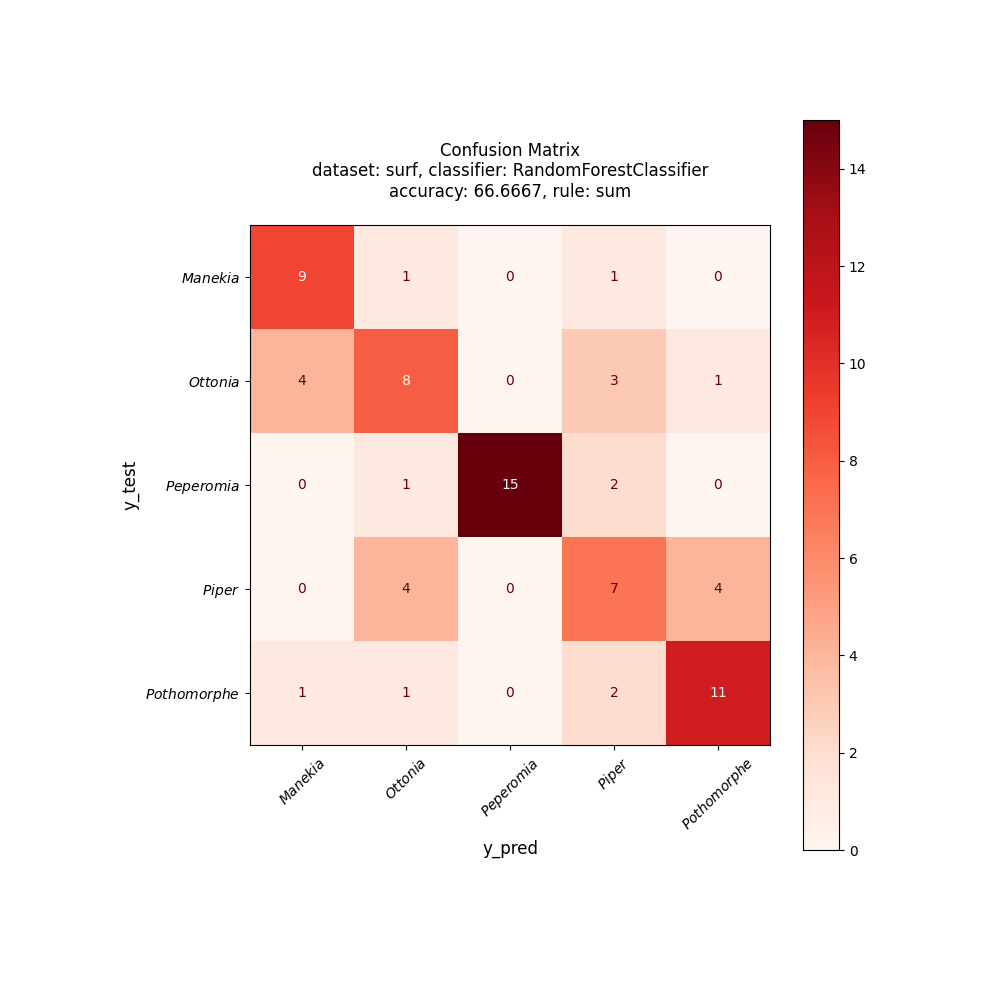 Confusion Matrix
dataset: surf, classifier: RandomForestClassifier
accuracy: 66.6667, rule: sum
y_test
Manekia 9 1 0 1 0
Ottonia 4 8 0 3 1
Peperomia 0 1 15 2 0
Piper 0 4 0 7 4
Pothomorphe 1 1 0 2 11
Manekia Ottonia Peperomia Piper Pothomorphe
y_pred
14
12
10
8
6
4
2
0